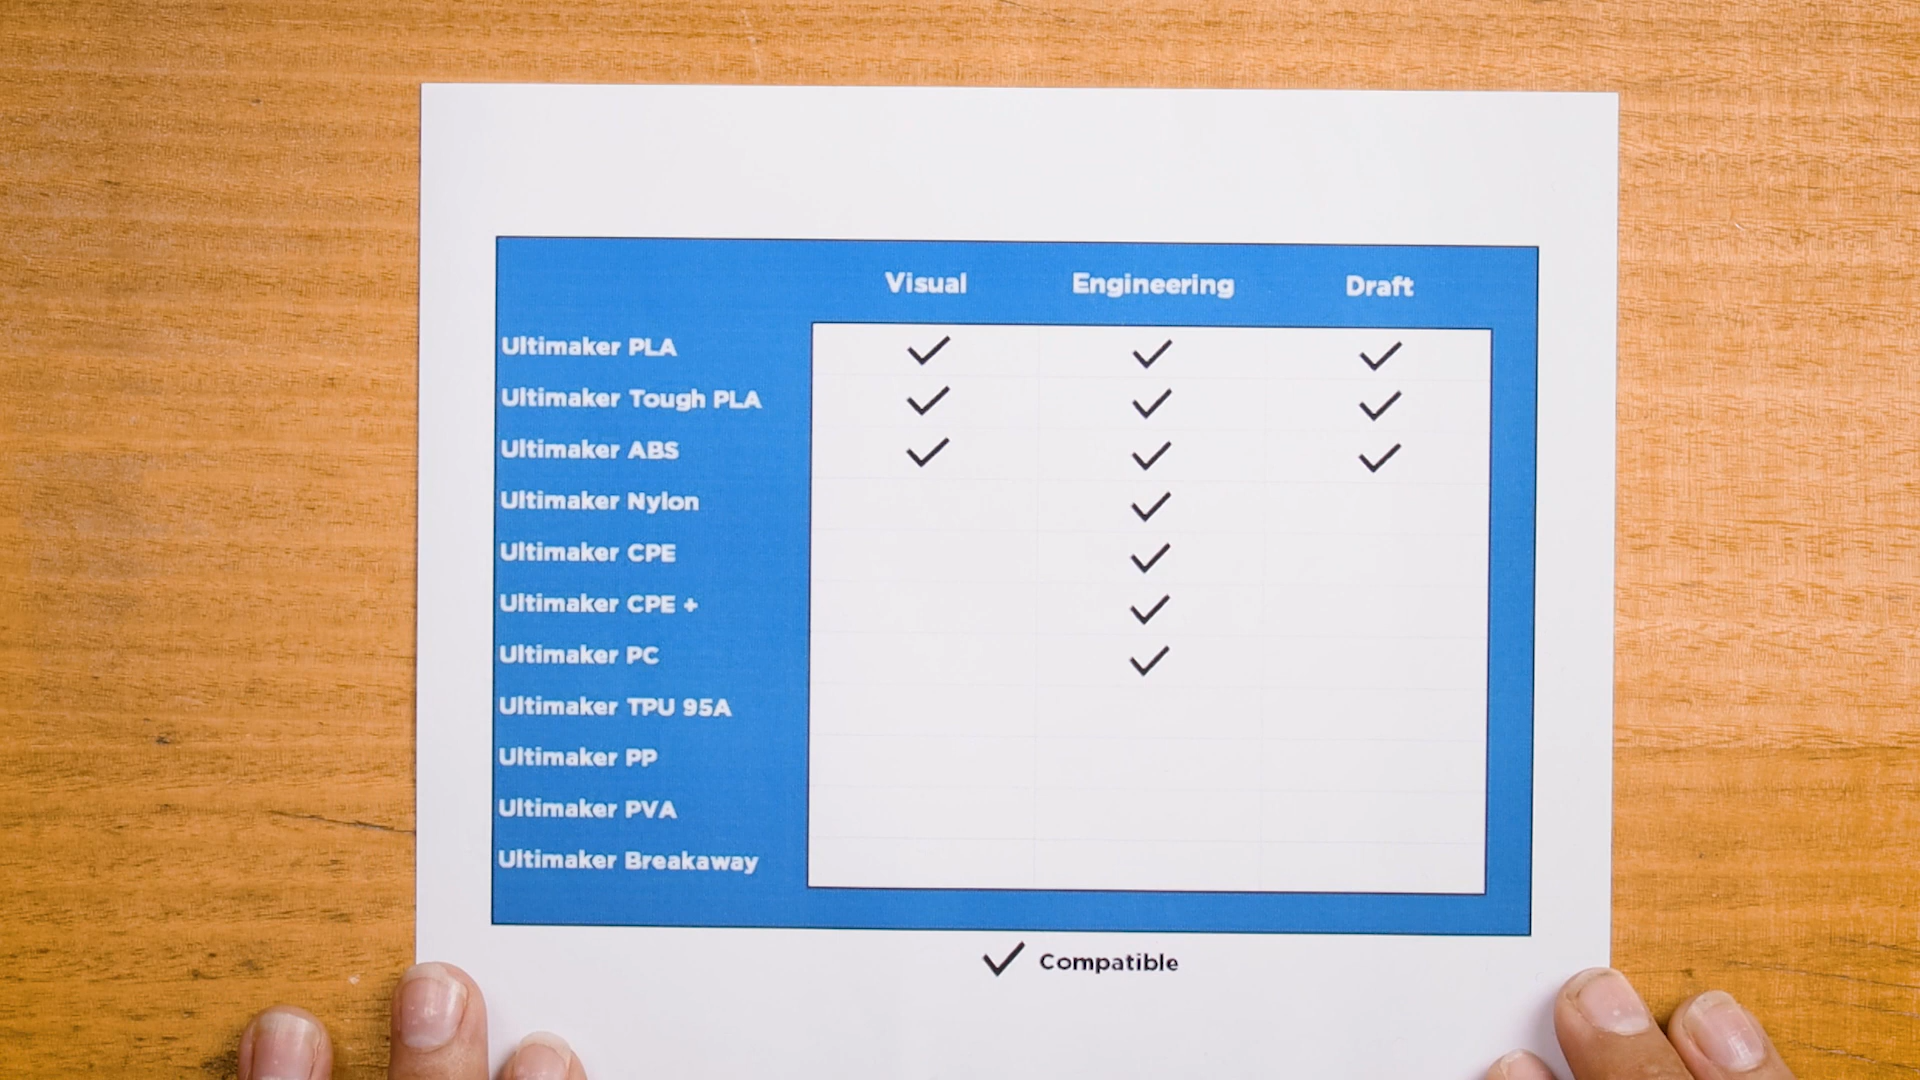 Visual Engineering Draft
Ultimaker PLA ✓ ✓ ✓
Ultimaker Tough PLA ✓ ✓ ✓
Ultimaker ABS ✓ ✓ ✓
Ultimaker Nylon ✓
Ultimaker CPE ✓
Ultimaker CPE + ✓
Ultimaker PC ✓
Ultimaker TPU 95A
Ultimaker PP
Ultimaker PVA
Ultimaker Breakaway
✓ Compatible